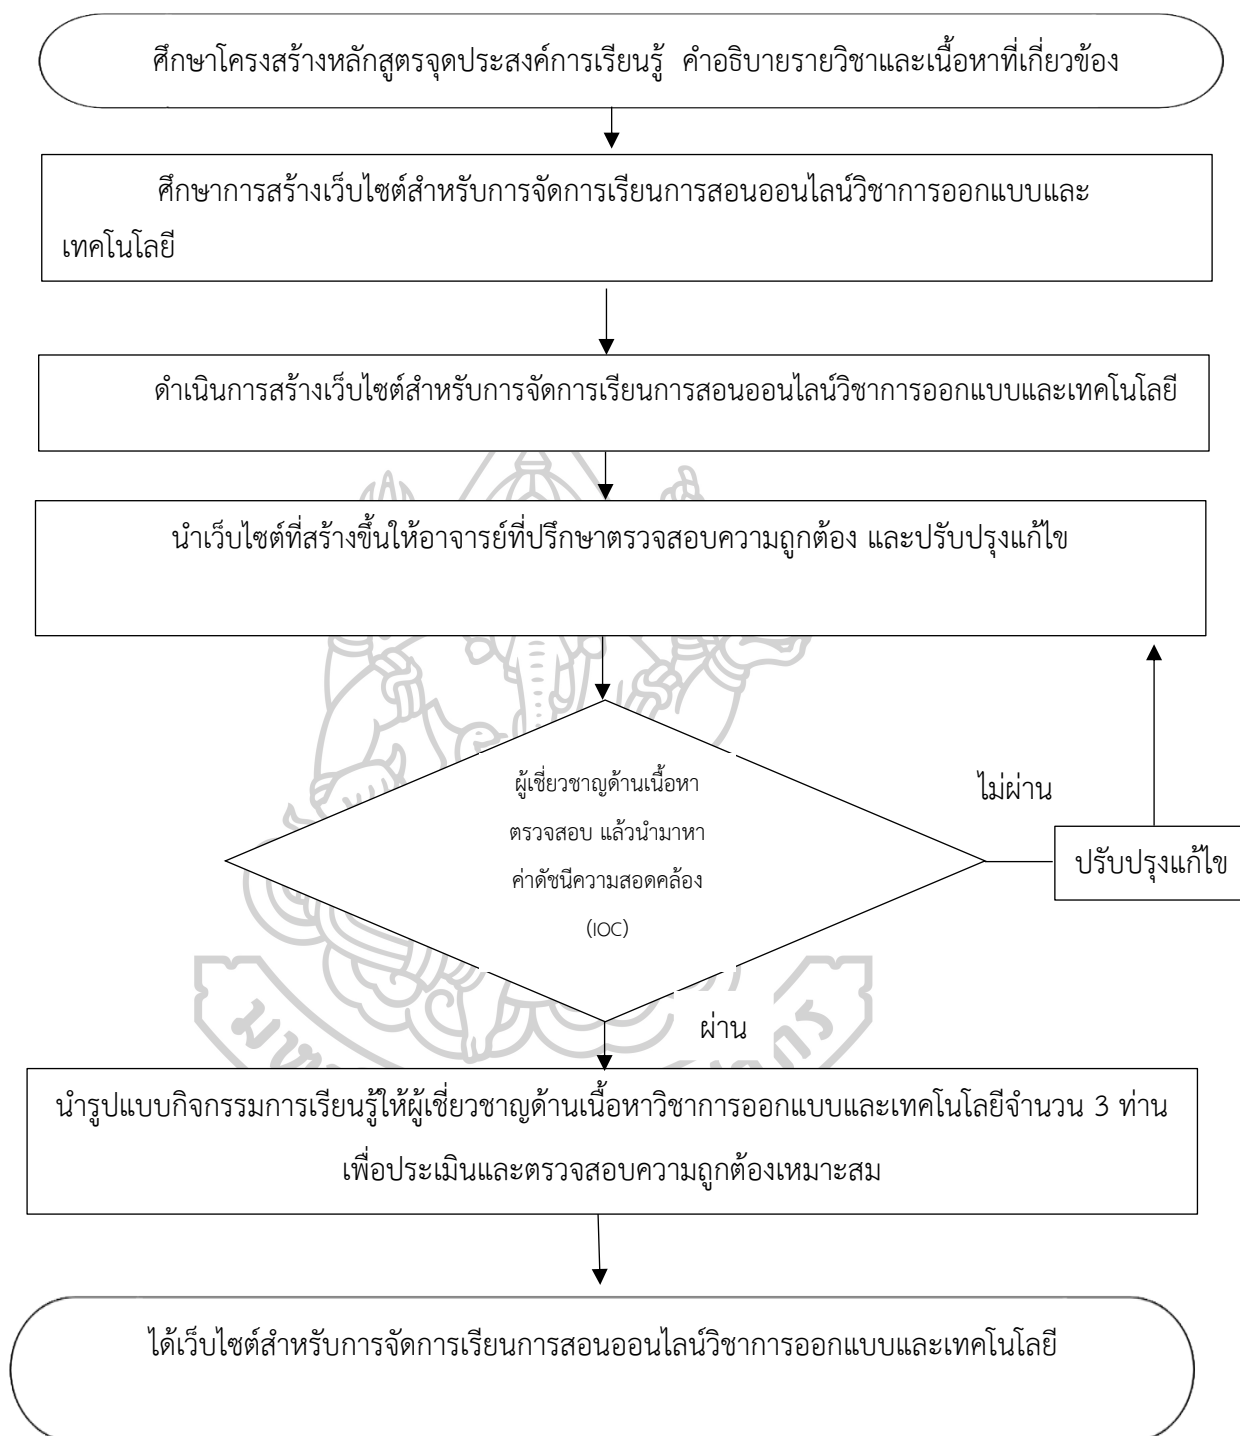 ศึกษาโครงสร้างหลักสูตรจุดประสงค์การเรียนรู้ คำอธิบายรายวิชาและเนื้อหาที่เกี่ยวข้อง
ศึกษาการสร้างเว็บไซต์สำหรับการจัดการเรียนการสอนออนไลน์วิชาการออกแบบและ
เทคโนโลยี
ดำเนินการสร้างเว็บไซต์สำหรับการจัดการเรียนการสอนออนไลน์วิชาการออกแบบและเทคโนโลยี
นำเว็บไซต์ที่สร้างขึ้นให้อาจารย์ที่ปรึกษาตรวจสอบความถูกต้อง และปรับปรุงแก้ไข
ผู้เชี่ยวชาญด้านเนื้อหา
ตรวจสอบ แล้วนำมาหา
ค่าดัชนีความสอดคล้อง
(IOC)
ไม่ผ่าน
ปรับปรุงแก้ไข
ผ่าน
นำรูปแบบกิจกรรมการเรียนรู้ให้ผู้เชี่ยวชาญด้านเนื้อหาวิชาการออกแบบและเทคโนโลยีจำนวน 3 ท่าน
เพื่อประเมินและตรวจสอบความถูกต้องเหมาะสม
ได้เว็บไซต์สำหรับการจัดการเรียนการสอนออนไลน์วิชาการออกแบบและเทคโนโลยี